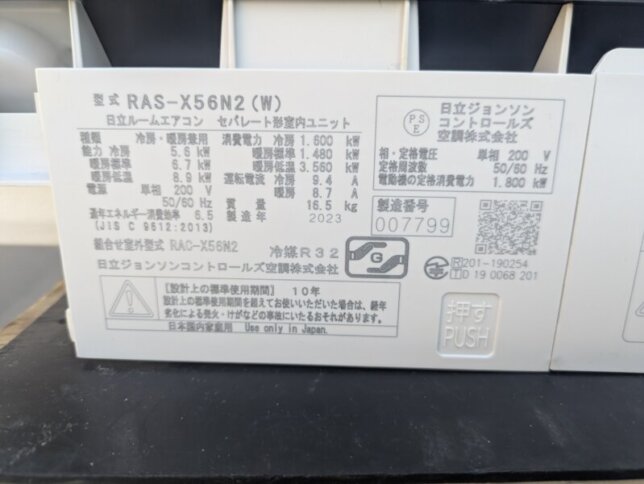 型式 RAS-X56N2(W)
日立ルームエアコン セパレート形室内ユニット
種類 冷房・暖房兼用
能力 冷房 5.6 kW
暖房標準 6.7 kW
暖房低温 8.9 kW
電源 単相 200 V
50/60 Hz
通年エネルギー消費効率 6.5
(JIS C 9612:2013)
組合せ室外型式 RAC-X56N2
消費電力 冷房 1.600 kW
暖房標準 1.480 kW
暖房低温 3.560 kW
運転電流 冷房 9.4 A
暖房 8.7 A
質量 16.5 kg
製造年 2023
冷媒R32
G
日立ジョンソンコントロールズ空調株式会社
PS
E
日立ジョンソン
コントロールズ
空調株式会社
相・定格電圧 単相 200 V
定格周波数 50/60 Hz
電動機の定格消費電力 1.800 kW
製造番号
007799
R 201-190254
T D 19 0068 201
[設計上の標準使用期間] 10年
設計上の標準使用期間を超えてお使いいただいた場合は、経年
劣化による発火・けがなどの事故にいたるおそれがあります。
日本国内家庭用 Use only in Japan.
押す
PUSH